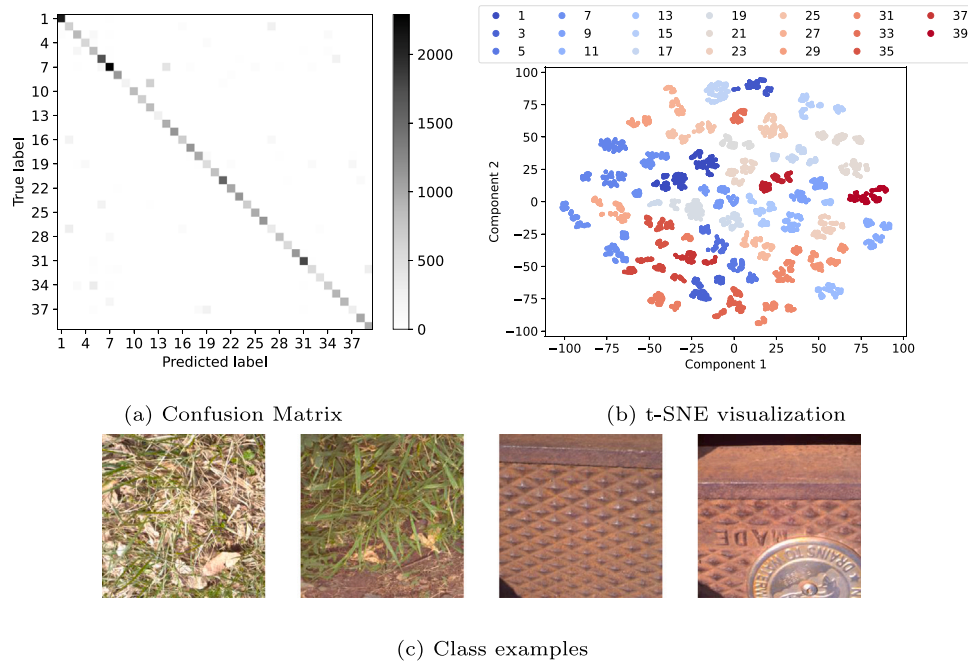 1 7 13 19 25 31 37
3 9 15 21 27 33 39
5 11 17 23 29 35
1
4
7
10
13
16
19
22
25
28
31
34
37
True label
1 4 7 10 13 16 19 22 25 28 31 34 37
Predicted label
2000
1500
1000
500
0
100
75
50
25
0
−25
−50
−75
−100
Component 2
−100 −75 −50 −25 0 25 50 75 100
Component 1
(a) Confusion Matrix
(b) t-SNE visualization
MADE
DRAINS TO WATERW
(c) Class examples